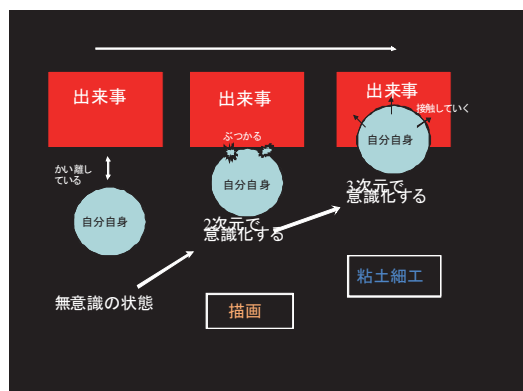 出来事
出来事
出来事
ぶつかる
接触していく
かい離し
ている
自分自身
自分自身
自分自身
2次元で
意識化する
3次元で
意識化する
無意識の状態
描画
粘土細工